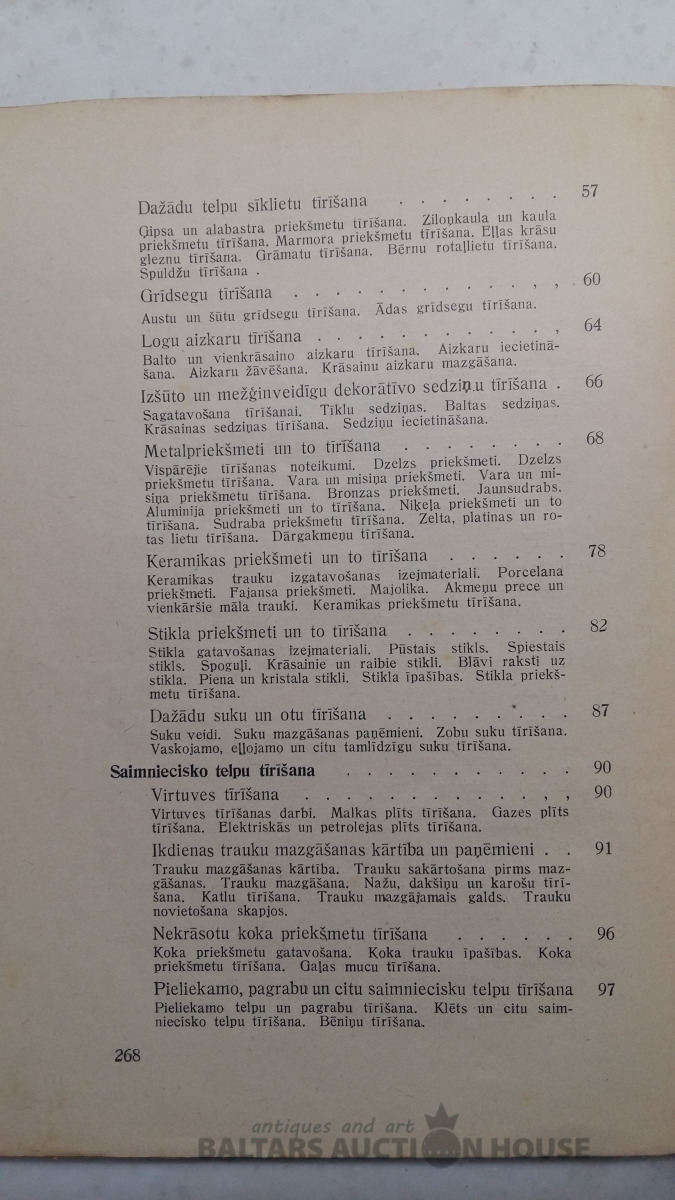 Dažādu telpu sīklietu tīrīšana . . . . . . . . 57
Ģipsa un alabastra priekšmetu tīrīšana. Ziloņkaula un kaula
priekšmetu tīrīšana. Marmora priekšmetu tīrīšana. Eļļas krāsu
gleznu tīrīšana. Grāmatu tīrīšana. Bērnu rotaļlietu tīrīšana.
Spuldžu tīrīšana .
Grīdsegu tīrīšana . . . . . . . . . . . , , . 60
Austu un šūtu grīdsegu tīrīšana. Ādas grīdsegu tīrīšana.
Logu aizkaru tīrīšana . . . . . . . . . . . , 64
Balto un vienkrāsaino aizkaru tīrīšana. Aizkaru iecietinā-
šana. Aizkaru žāvēšana. Krāsainu aizkaru mazgāšana.
Izšūto un mežģinveidīgu dekorātīvo sedziņu tīrīšana . 66
Sagatavošana tīrīšanai. Tīklu sedziņas. Baltas sedziņas.
Krāsainas sedziņas tīrīšana. Sedziņu iecietināšana.
Metalpriekšmeti un to tīrīšana . . . . . . . . 68
Vispārējie tīrīšanas noteikumi. Dzelzs priekšmeti. Dzelzs
priekšmetu tīrīšana. Vara un misiņa priekšmeti. Vara un mi-
siņa priekšmetu tīrīšana. Bronzas priekšmeti. Jaunsudrabs.
Aluminija priekšmeti un to tīrīšana. Niķeļa priekšmeti un to
tīrīšana. Sudraba priekšmetu tīrīšana. Zelta, platinas un ro-
tas lietu tīrīšana. Dārgakmeņu tīrīšana.
Keramikas priekšmeti un to tīrīšana . . . . . . 78
Keramikas trauku izgatavošanas izejmateriali. Porcelana
priekšmeti. Fajansa priekšmeti. Majolika. Akmeņu prece un
vienkāršie māla trauki. Keramikas priekšmetu tīrīšana.
Stikla priekšmeti un to tīrīšana . . . . . . . . 82
Stikla gatavošanas izejmateriali. Pūstais stikls. Spiestais
stikls. Spoguļi. Krāsainie un raibie stikli. Blāvi raksti uz
stikla. Piena un kristala stikli. Stikla īpašības. Stikla priekš-
metu tīrīšana.
Dažādu suku un otu tīrīšana . . . . . . . . . 87
Suku veidi. Suku mazgāšanas paņēmieni. Zobu suku tīrīšana.
Vaskojamo, eļļojamo un citu tamlīdzīgu suku tīrīšana.
Saimniecisko telpu tīrīšana . . . . . . . . . . . 90
Virtuves tīrīšana . . . . . . . . . . . . , , 90
Virtuves tīrīšanas darbi. Malkas plīts tīrīšana. Gazes plīts
tīrīšana. Elektriskās un petrolejas plīts tīrīšana.
Ikdienas trauku mazgāšanas kārtība un paņēmieni . . 91
Trauku mazgāšanas kārtība. Trauku sakārtošana pirms maz-
gāšanas. Trauku mazgāšana. Nažu, dakšiņu un karošu tīrī-
šana. Katlu tīrīšana. Trauku mazgājamais galds. Trauku
novietošana skapjos.
Nekrāsotu koka priekšmetu tīrīšana . . . . . . 96
Koka priekšmetu gatavošana. Koka trauku īpašības. Koka
priekšmetu tīrīšana. Gaļas mucu tīrīšana.
Pieliekamo, pagrabu un citu saimniecisku telpu tīrīšana 97
Pieliekamo telpu un pagrabu tīrīšana. Klēts un citu saim-
niecisko telpu tīrīšana. Bēniņu tīrīšana.
268
antiques and art
BALTARS AUCTION HOUSE